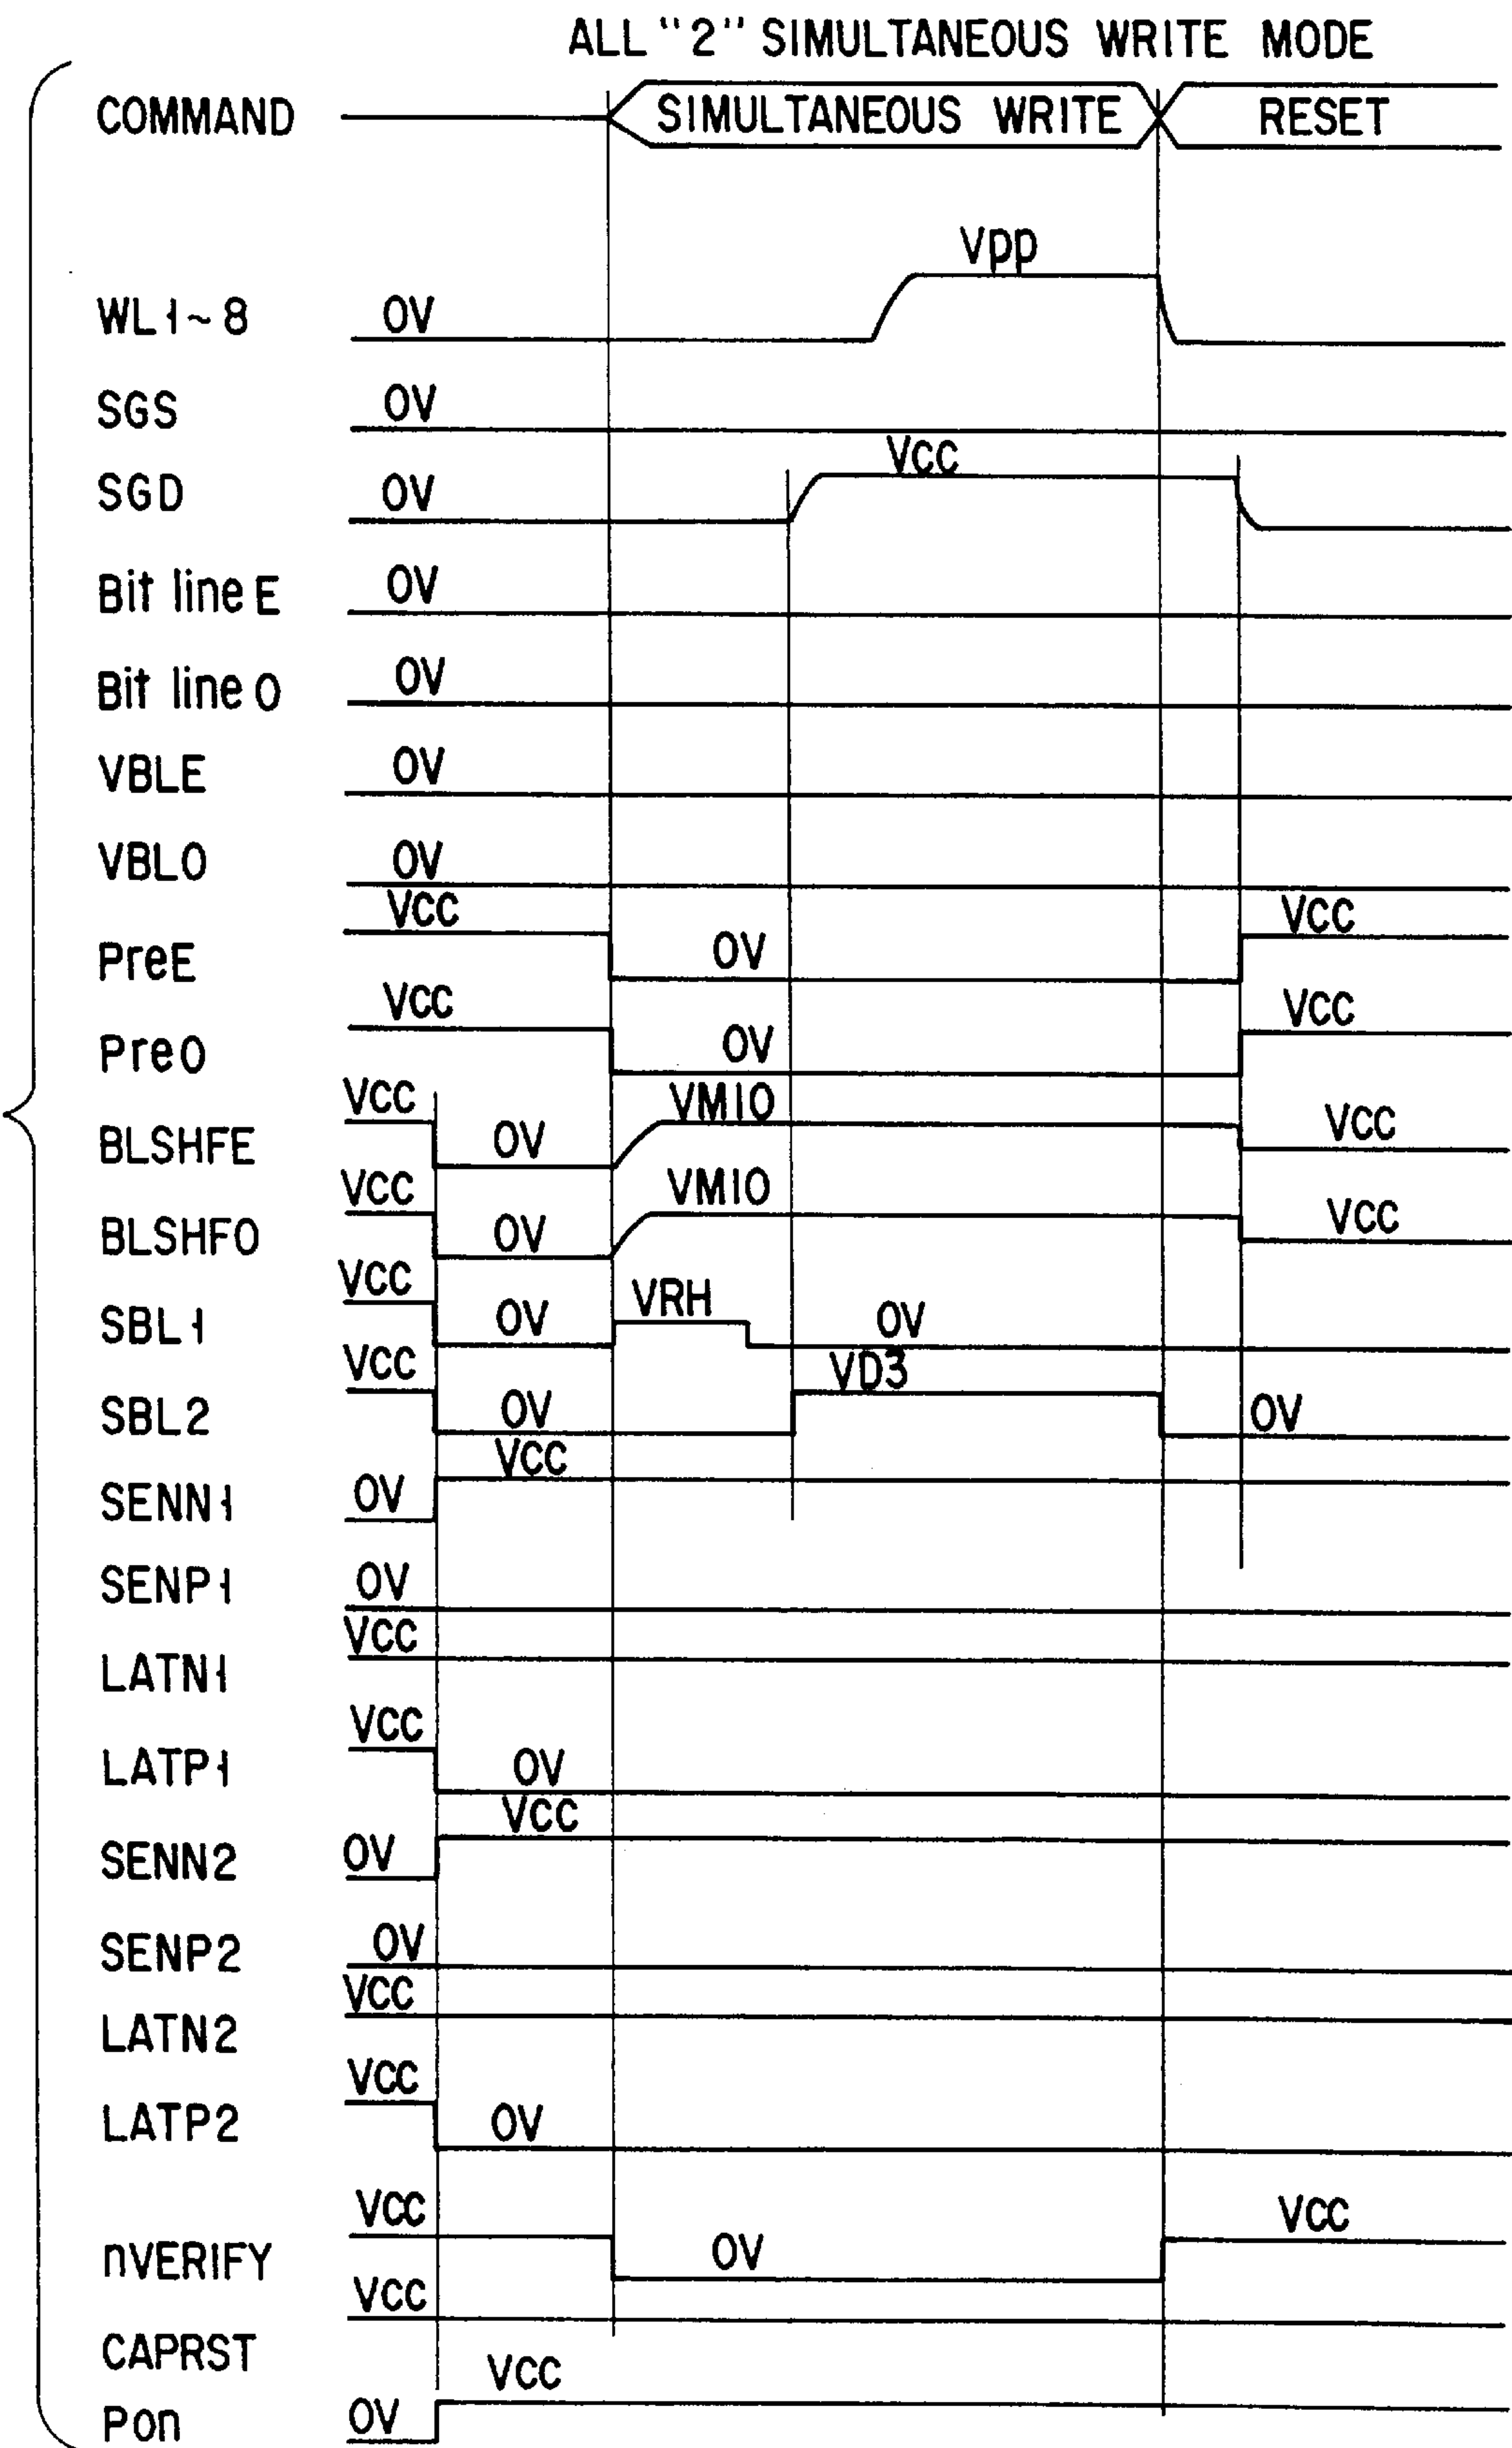 ALL "2" SIMULTANEOUS WRITE MODE
COMMAND SIMULTANEOUS WRITE RESET
Vpp
WL1~8 0V
SGS 0V
VCC
SGD 0V
Bit line E 0V
Bit line O 0V
VBLE 0V
VBLO 0V
VCC VCC
PreE 0V
VCC VCC
PreO 0V
VCC VM10 VCC
BLSHFE 0V
VCC VM10 VCC
BLSHFO 0V
VCC VRH 0V
SBL1 0V
VCC VD3
SBL2 0V 0V
VCC
SENN1 0V
SENP1 0V
VCC
LATN1
VCC
LATP1 0V
VCC
SENN2 0V
SENP2 0V
VCC
LATN2
VCC
LATP2 0V
VCC VCC
nVERIFY 0V
VCC
CAPRST
VCC
Pon 0V